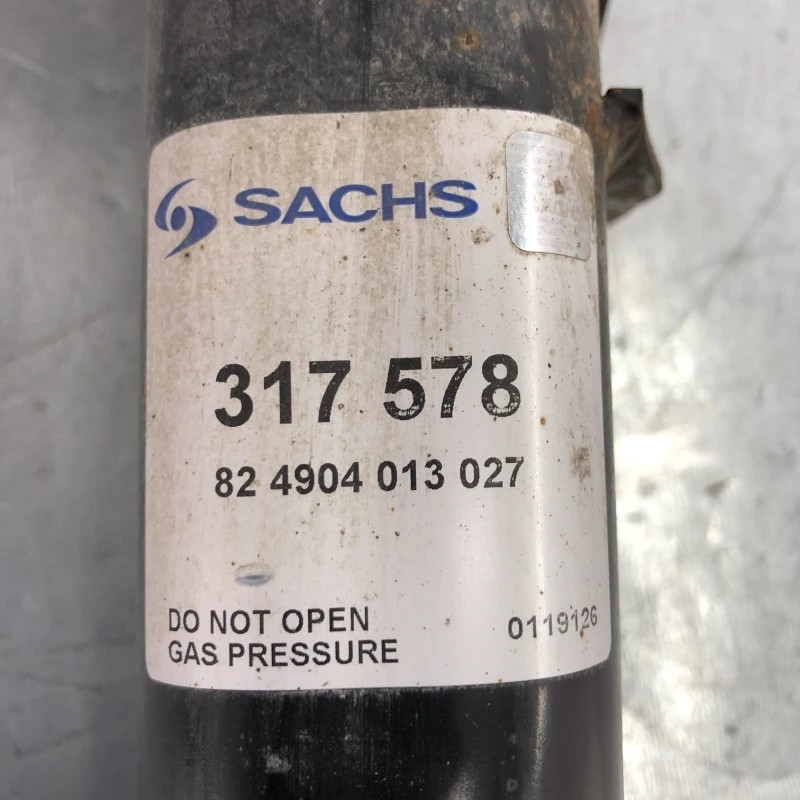 SACHS
317 578
82 4904 013 027
DO NOT OPEN
GAS PRESSURE
0119126